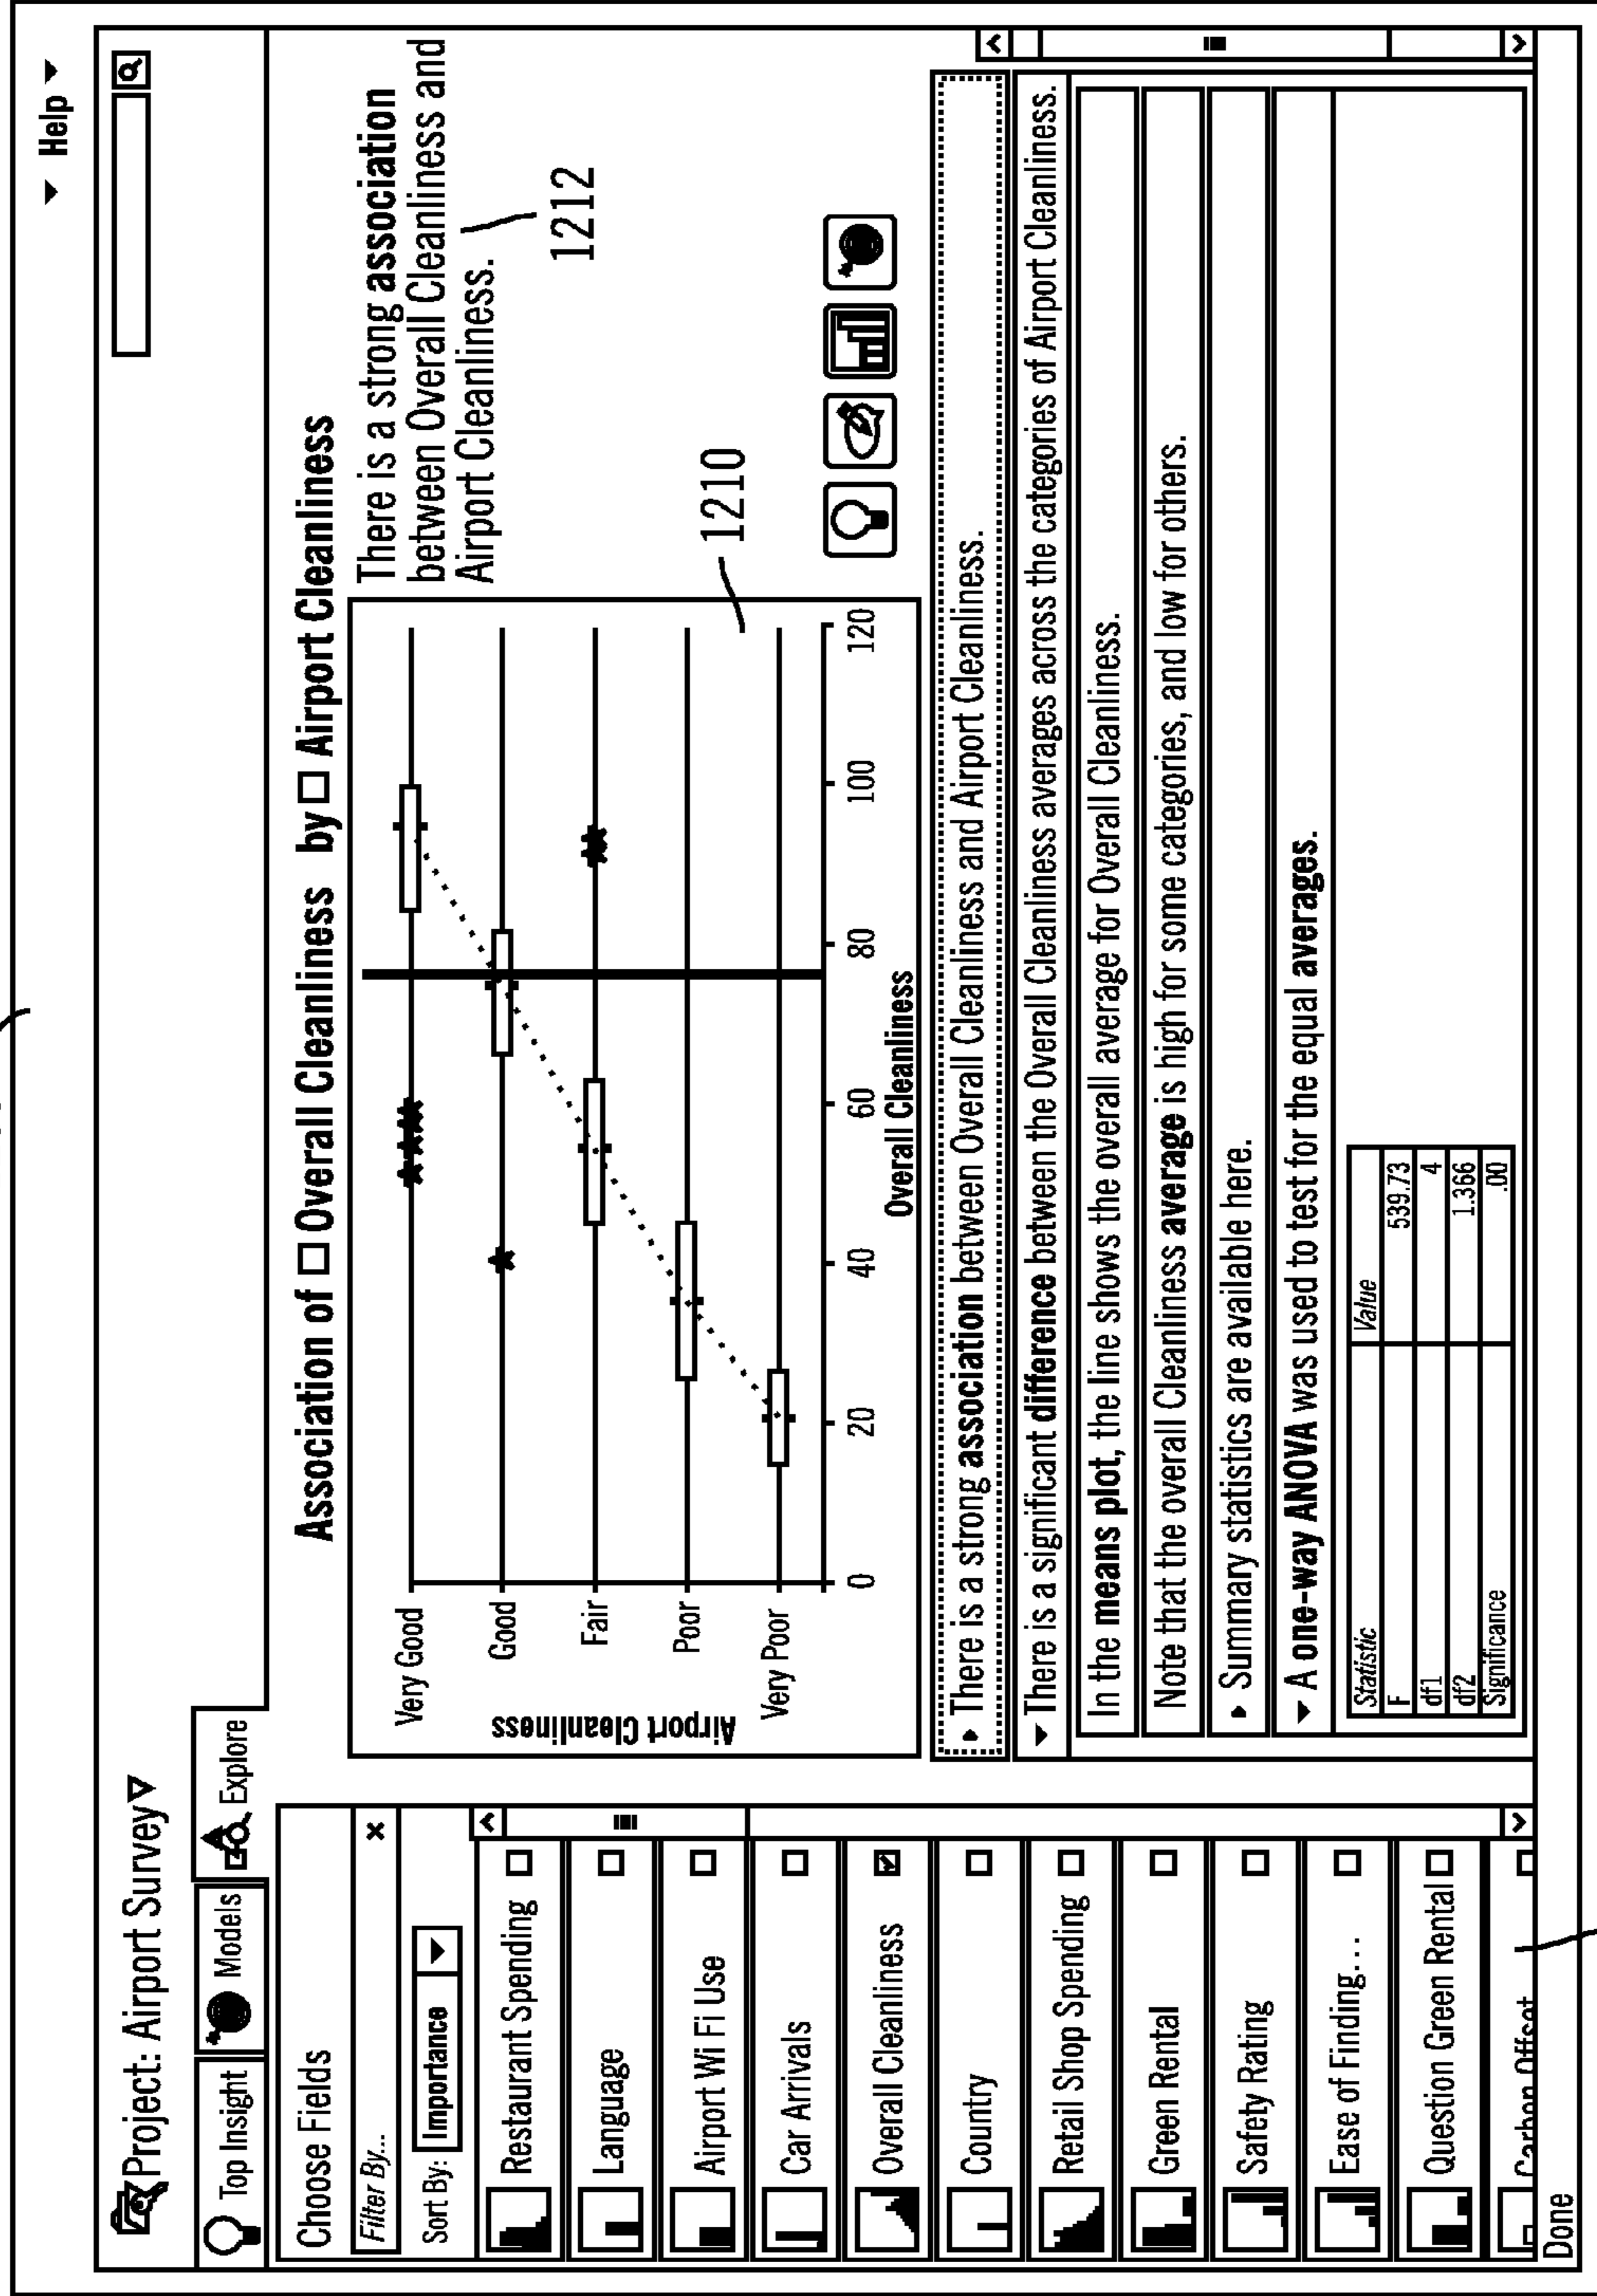 ▼ Help ▼
Project: Airport Survey
Top Insight
Models
Explore
Choose Fields
Filter By...
×
Sort By: Importance
Restaurant Spending
Language
Airport Wi Fi Use
Car Arrivals
Overall Cleanliness
Country
Retail Shop Spending
Green Rental
Safety Rating
Ease of Finding...
Question Green Rental
Carbon Offset
Done
Association of Overall Cleanliness by Airport Cleanliness
Airport Cleanliness
Very Good
Good
Fair
Poor
Very Poor
0 20 40 60 80 100 120
Overall Cleanliness
There is a strong association
between Overall Cleanliness and
Airport Cleanliness.
1212
1210
There is a strong association between Overall Cleanliness and Airport Cleanliness.
There is a significant difference between the Overall Cleanliness averages across the categories of Airport Cleanliness.
In the means plot, the line shows the overall average for Overall Cleanliness.
Note that the overall Cleanliness average is high for some categories, and low for others.
Summary statistics are available here.
A one-way ANOVA was used to test for the equal averages.
Statistic Value
F 539.73
df1 4
df2 1.366
Significance .00